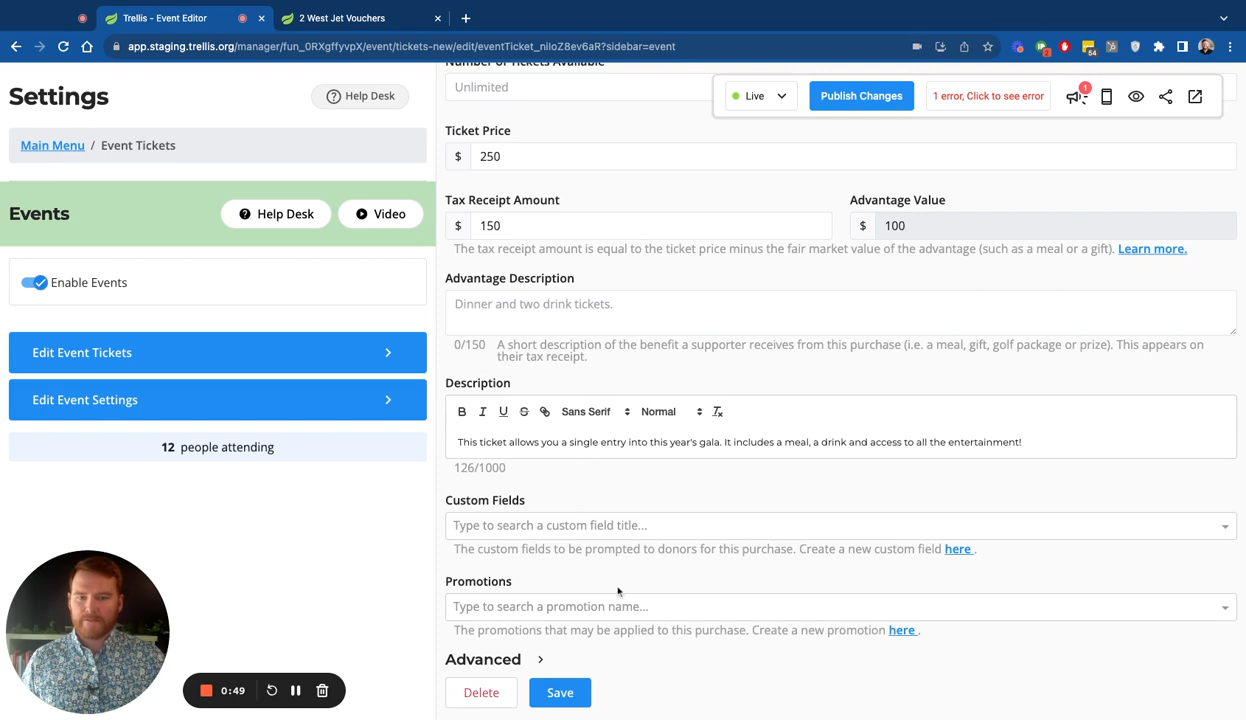 Trellis - Event Editor
2 West Jet Vouchers
app.staging.trellis.org/manager/fun_0RXgffyvpX/event/tickets-new/edit/eventTicket_niIoZ8ev6aR?sidebar=event
54
2
Settings
Help Desk
Main Menu / Event Tickets
Events
Help Desk
Video
Enable Events
Edit Event Tickets
Edit Event Settings
12 people attending
0:49
Number of Tickets Available
Unlimited
Live
Publish Changes
1 error, Click to see error
1
Ticket Price
$ 250
Tax Receipt Amount
Advantage Value
$ 150
$ 100
The tax receipt amount is equal to the ticket price minus the fair market value of the advantage (such as a meal or a gift). Learn more.
Advantage Description
Dinner and two drink tickets.
0/150 A short description of the benefit a supporter receives from this purchase (i.e. a meal, gift, golf package or prize). This appears on
their tax receipt.
Description
B I U S Sans Serif Normal
This ticket allows you a single entry into this year's gala. It includes a meal, a drink and access to all the entertainment!
126/1000
Custom Fields
Type to search a custom field title...
The custom fields to be prompted to donors for this purchase. Create a new custom field here .
Promotions
Type to search a promotion name...
The promotions that may be applied to this purchase. Create a new promotion here .
Advanced
Delete
Save